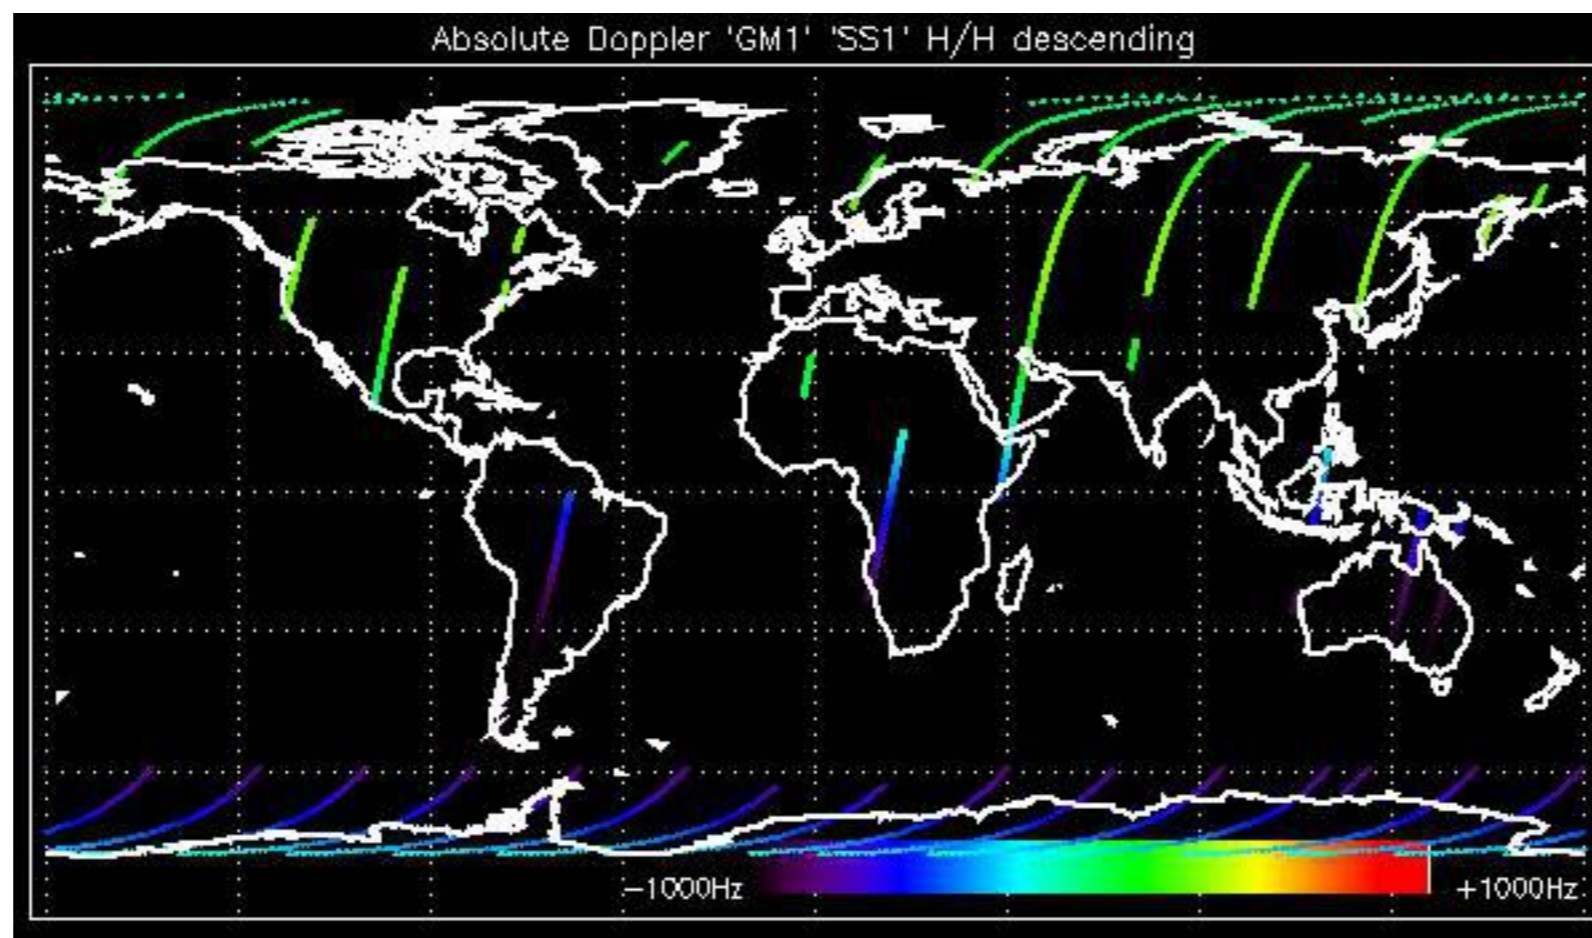 Absolute Doppler 'GM1' 'SS1' H/H descending
−1000Hz
+1000Hz